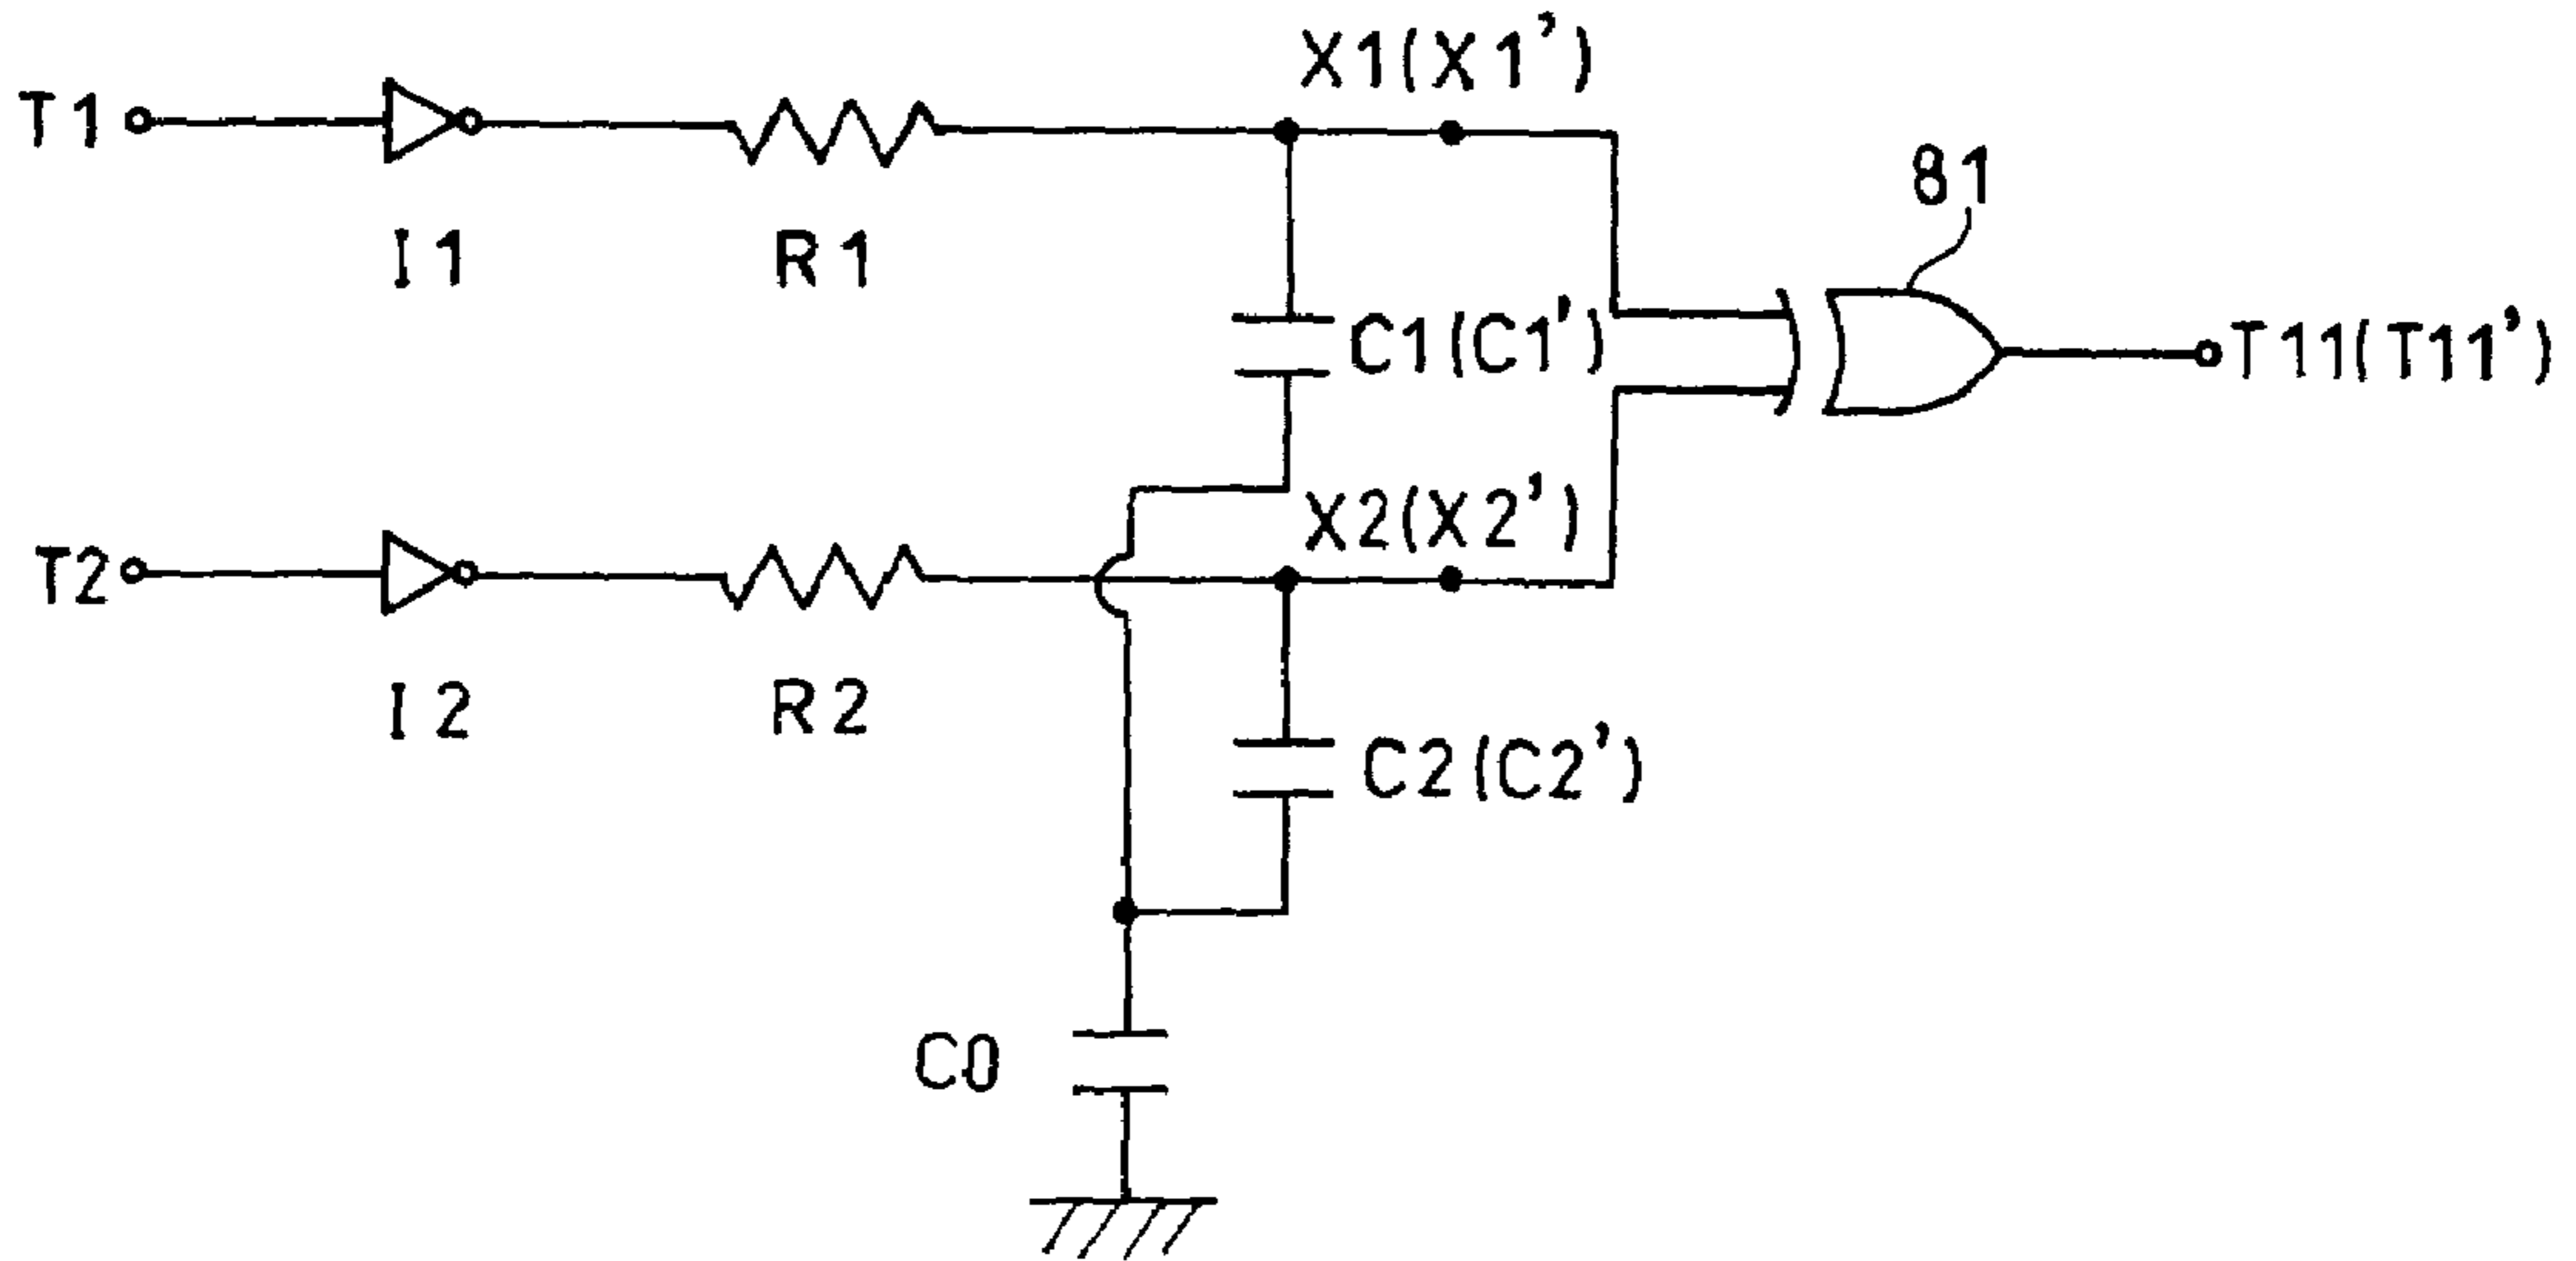 X1(X1')
T1
81
I1
R1
C1(C1')
T11(T11')
X2(X2')
T2
I2
R2
C2(C2')
C0